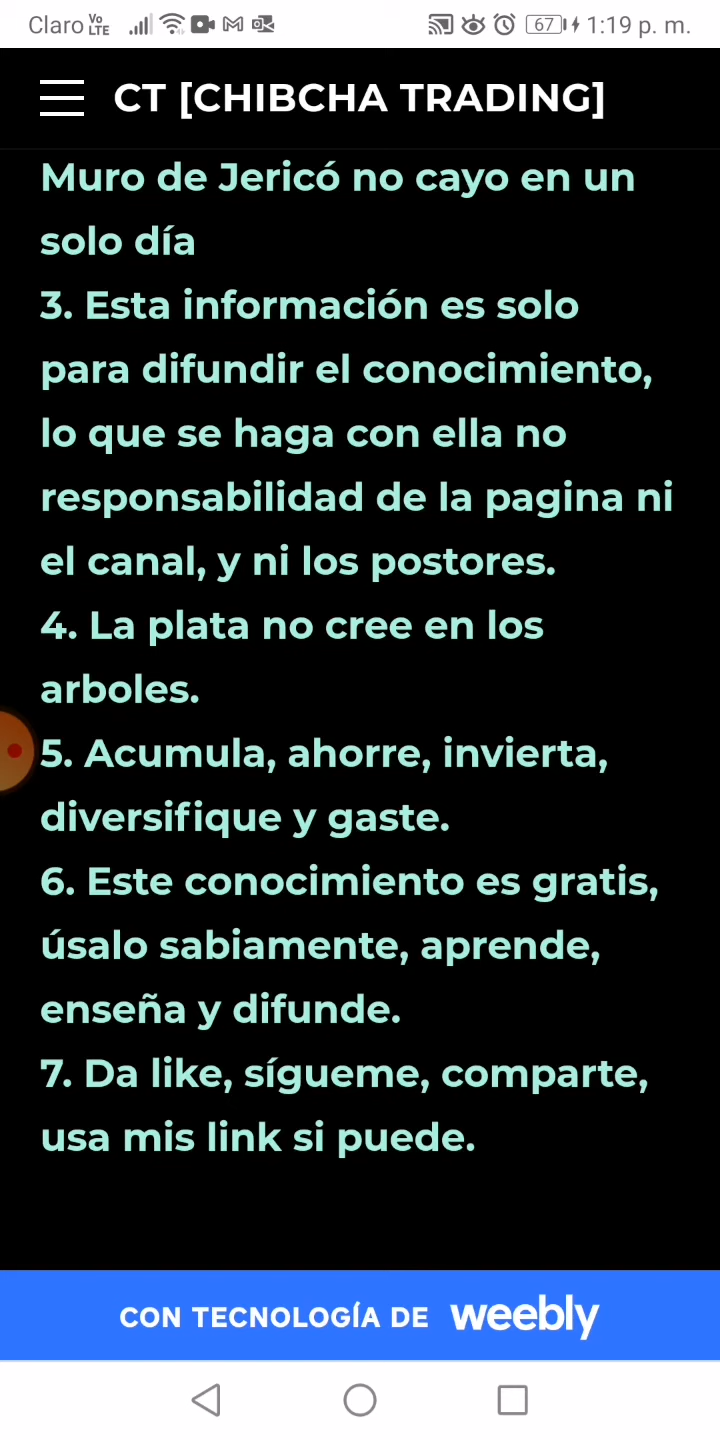 Claro Vo LTE 67 1:19 p. m.
CT [CHIBCHA TRADING]
Muro de Jericó no cayo en un
solo día
3. Esta información es solo
para difundir el conocimiento,
lo que se haga con ella no
responsabilidad de la pagina ni
el canal, y ni los postores.
4. La plata no cree en los
arboles.
5. Acumula, ahorre, invierta,
diversifique y gaste.
6. Este conocimiento es gratis,
úsalo sabiamente, aprende,
enseña y difunde.
7. Da like, sígueme, comparte,
usa mis link si puede.
CON TECNOLOGÍA DE weebly